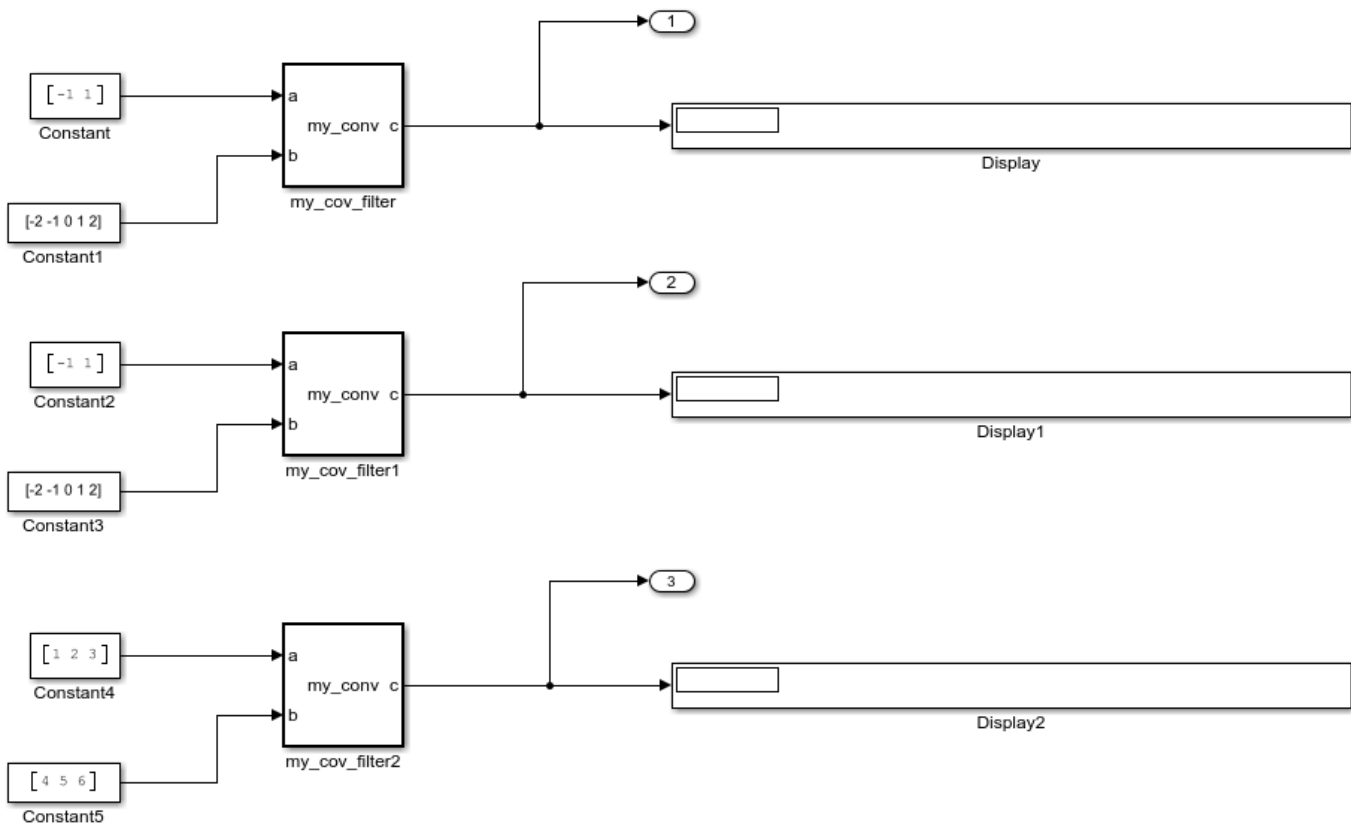 1
[-1 1]
Constant
a
my_conv c
b
my_cov_filter
Display
[-2 -1 0 1 2]
Constant1
2
[-1 1]
Constant2
a
my_conv c
b
my_cov_filter1
Display1
[-2 -1 0 1 2]
Constant3
3
[1 2 3]
Constant4
a
my_conv c
b
my_cov_filter2
Display2
[4 5 6]
Constant5